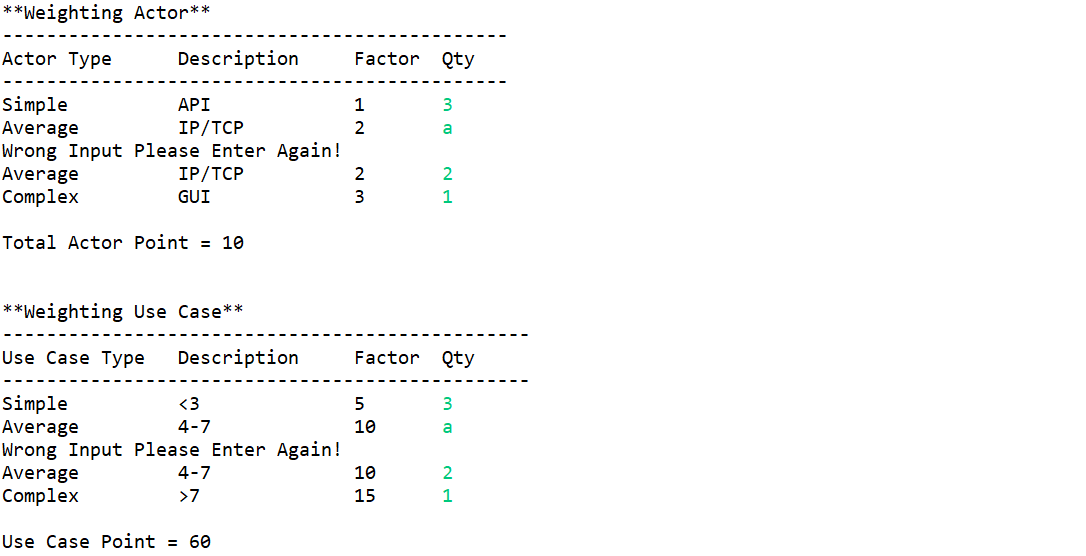 **Weighting Actor**
----------------------------------------------
Actor Type      Description     Factor  Qty
----------------------------------------------
Simple          API             1       3
Average         IP/TCP          2       a
Wrong Input Please Enter Again!
Average         IP/TCP          2       2
Complex         GUI             3       1
Total Actor Point = 10
**Weighting Use Case**
------------------------------------------------
Use Case Type   Description     Factor  Qty
------------------------------------------------
Simple          <3              5       3
Average         4-7             10      a
Wrong Input Please Enter Again!
Average         4-7             10      2
Complex         >7              15      1
Use Case Point = 60